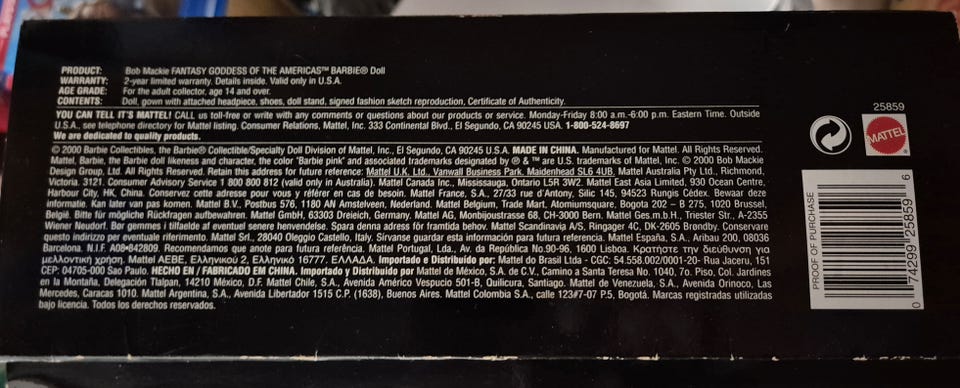 PRODUCT: Bob Mackie FANTASY GODDESS OF THE AMERICAS™ BARBIE® Doll
WARRANTY: 2-year limited warranty. Details inside. Valid only in U.S.A.
AGE GRADE: For the adult collector, age 14 and over.
CONTENTS: Doll, gown with attached headpiece, shoes, doll stand, signed fashion sketch reproduction, Certificate of Authenticity.
YOU CAN TELL IT'S MATTEL! CALL us toll-free or write with any comments or questions about our products or service. Monday-Friday 8:00 a.m.-6:00 p.m. Eastern Time. Outside
U.S.A., see telephone directory for Mattel listing. Consumer Relations, Mattel, Inc. 333 Continental Blvd., El Segundo, CA 90245 USA. 1-800-524-8697
We are dedicated to quality products.
© 2000 Barbie Collectibles, the Barbie® Collectible/Specialty Doll Division of Mattel, Inc., El Segundo, CA 90245 U.S.A. MADE IN CHINA. Manufactured for Mattel. All Rights Reserved.
Mattel, Barbie, the Barbie doll likeness and character, the color "Barbie pink" and associated trademarks designated by ® & ™ are U.S. trademarks of Mattel, Inc. © 2000 Bob Mackie
Design Group, Ltd. All Rights Reserved. Retain this address for future reference: Mattel U.K. Ltd., Vanwall Business Park, Maidenhead SL6 4UB. Mattel Australia Pty Ltd., Richmond,
Victoria. 3121. Consumer Advisory Service 1 800 800 812 (valid only in Australia). Mattel Canada Inc., Mississauga, Ontario L5R 3W2. Mattel East Asia Limited, 930 Ocean Centre,
Harbour City, HK, China. Conservez cette adresse pour vous y référer en cas de besoin. Mattel France, S.A., 27/33 rue d'Antony, Silic 145, 94523 Rungis Cédex. Bewaar deze
informatie. Kan later van pas komen. Mattel B.V., Postbus 576, 1180 AN Amstelveen, Nederland. Mattel Belgium, Trade Mart, Atomiumsquare, Bogota 202 – B 275, 1020 Brussel,
België. Bitte für mögliche Rückfragen aufbewahren. Mattel GmbH, 63303 Dreieich, Germany. Mattel AG, Monbijoustrasse 68, CH-3000 Bern. Mattel Ges.m.b.H., Triester Str., A-2355
Wiener Neudorf. Bør gemmes i tilfælde af eventuel senere henvendelse. Spara denna adress för framtida behov. Mattel Scandinavia A/S, Ringager 4C, DK-2605 Brøndby. Conservare
questo indirizzo per eventuale riferimento. Mattel Srl., 28040 Oleggio Castello, Italy. Sírvanse guardar esta información para futura referencia. Mattel España, S.A., Aribau 200, 08036
Barcelona. N.I.F. A08-842809. Recomendamos que anote para futura referência. Mattel Portugal, Lda., Av. da República No.90-96, 1600 Lisboa. Κρατήστε την διεύθυνση για
μελλοντική χρήση. Mattel AEBE, Ελληνικού 2, Ελληνικό 16777. ΕΛΛΑΔΑ. Importado e Distribuido por: Mattel do Brasil Ltda - CGC: 54.558.002/0001-20- Rua Jaceru, 151
CEP: 04705-000 Sao Paulo. HECHO EN / FABRICADO EM CHINA. Importado y Distribuido por Mattel de México, S.A. de C.V., Camino a Santa Teresa No. 1040, 7o. Piso, Col. Jardines
en la Montaña, Delegación Tlalpan, 14210 México, D.F. Mattel Chile, S.A., Avenida Américo Vespucio 501-B, Quilicura, Santiago. Mattel de Venezuela, S.A., Avenida Orinoco, Las
Mercedes, Caracas 1010. Mattel Argentina, S.A., Avenida Libertador 1515 C.P. (1638), Buenos Aires. Mattel Colombia S.A., calle 123#7-07 P.5, Bogotá. Marcas registradas utilizadas
bajo licencia. Todos los derechos reservados.
25859
MATTEL
PROOF OF PURCHASE
0 74299 25859 6